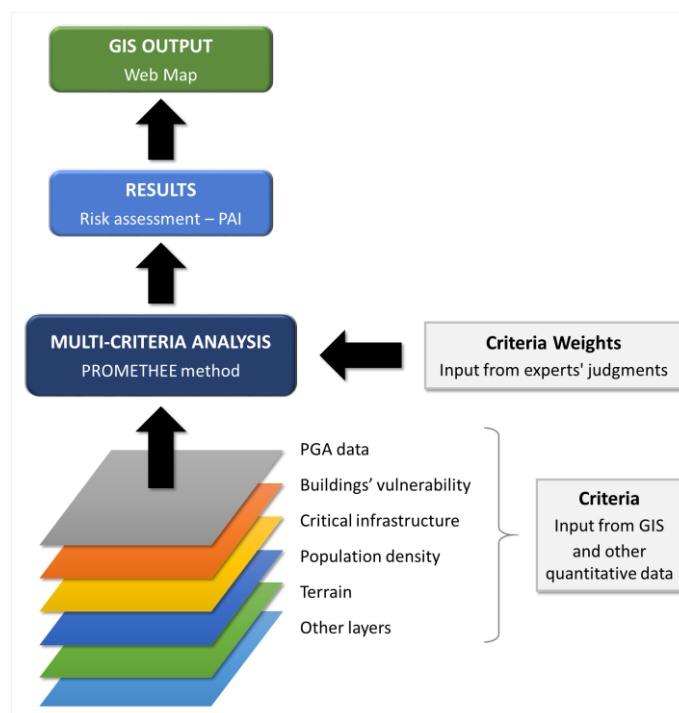 GIS OUTPUT
Web Map
RESULTS
Risk assessment – PAI
MULTI-CRITERIA ANALYSIS
PROMETHEE method
Criteria Weights
Input from experts' judgments
PGA data
Buildings’ vulnerability
Critical infrastructure
Population density
Terrain
Other layers
Criteria
Input from GIS
and other
quantitative data